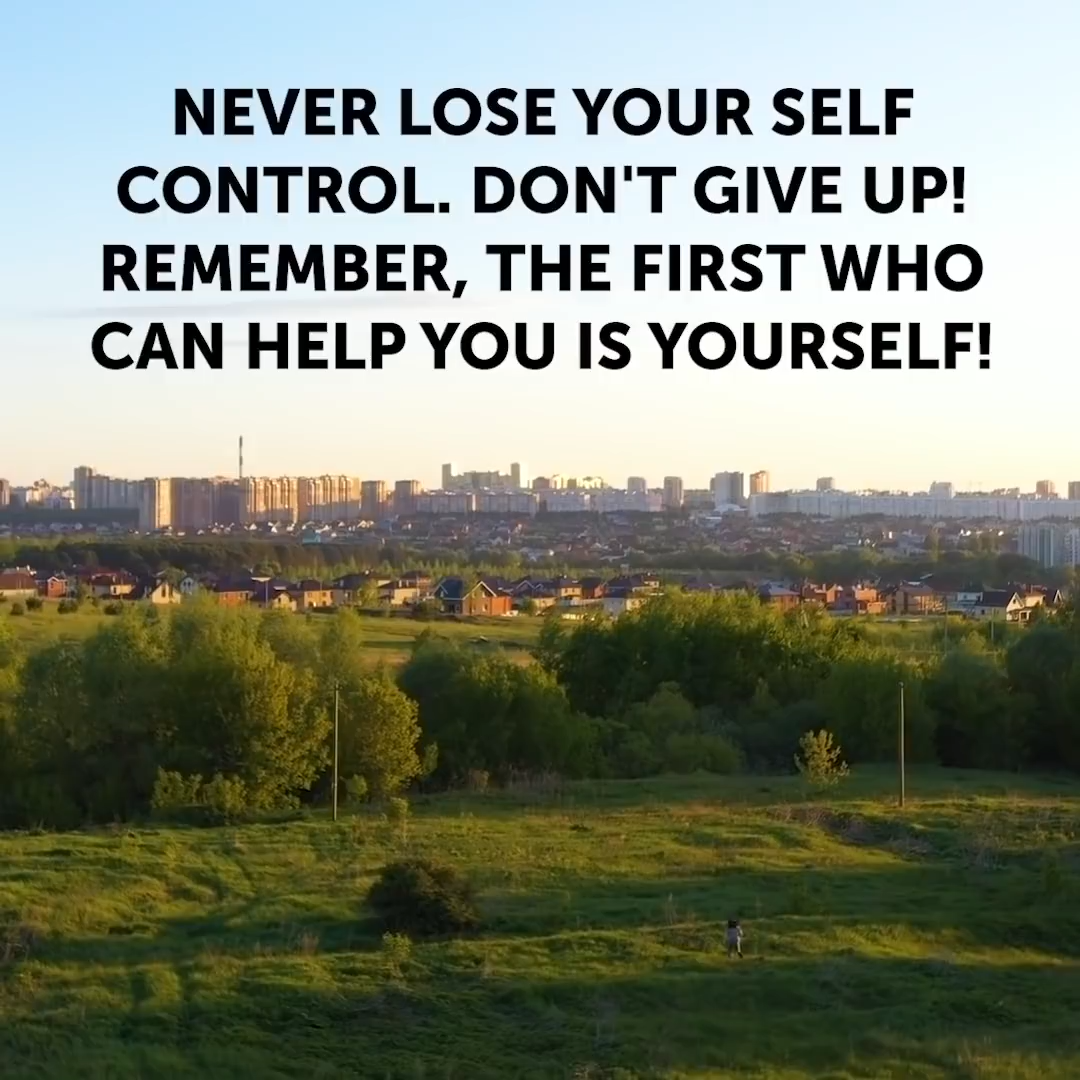 NEVER LOSE YOUR SELF
CONTROL. DON'T GIVE UP!
REMEMBER, THE FIRST WHO
CAN HELP YOU IS YOURSELF!